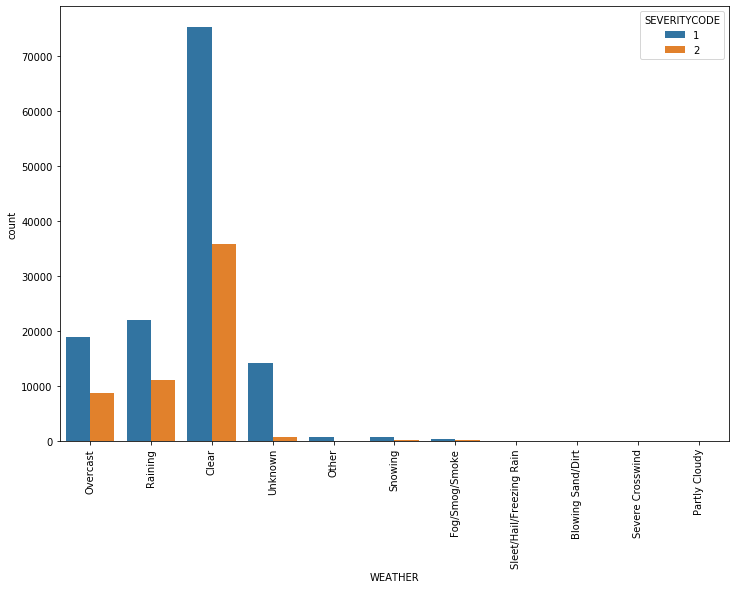 SEVERITYCODE
1
2
70000
60000
50000
40000
30000
20000
10000
0
count
Overcast
Raining
Clear
Unknown
Other
Snowing
Fog/Smog/Smoke
Sleet/Hail/Freezing Rain
Blowing Sand/Dirt
Severe Crosswind
Partly Cloudy
WEATHER